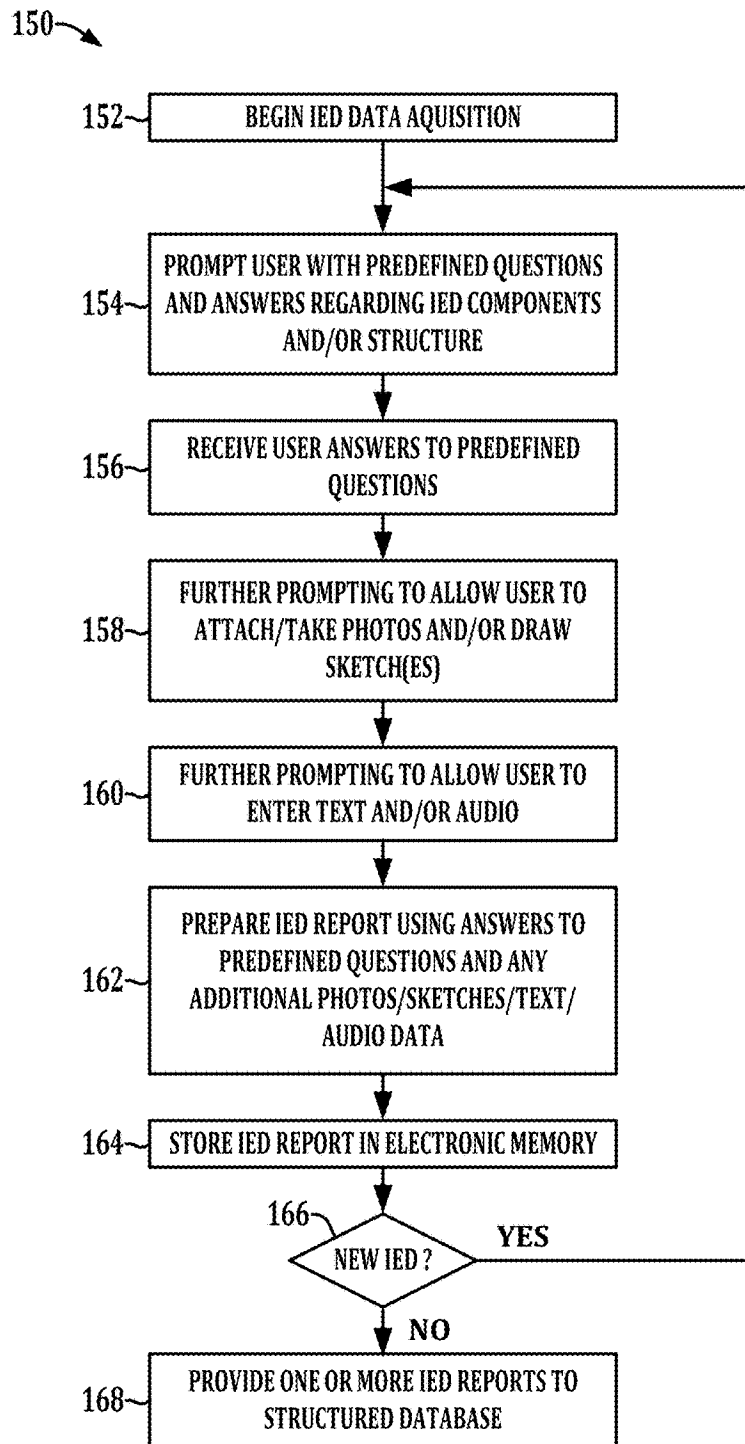 150
152
BEGIN IED DATA AQUISITION
154
PROMPT USER WITH PREDEFINED QUESTIONS
AND ANSWERS REGARDING IED COMPONENTS
AND/OR STRUCTURE
156
RECEIVE USER ANSWERS TO PREDEFINED
QUESTIONS
158
FURTHER PROMPTING TO ALLOW USER TO
ATTACH/TAKE PHOTOS AND/OR DRAW
SKETCH(ES)
160
FURTHER PROMPTING TO ALLOW USER TO
ENTER TEXT AND/OR AUDIO
162
PREPARE IED REPORT USING ANSWERS TO
PREDEFINED QUESTIONS AND ANY
ADDITIONAL PHOTOS/SKETCHES/TEXT/
AUDIO DATA
164
STORE IED REPORT IN ELECTRONIC MEMORY
166
NEW IED ?
YES
NO
168
PROVIDE ONE OR MORE IED REPORTS TO
STRUCTURED DATABASE